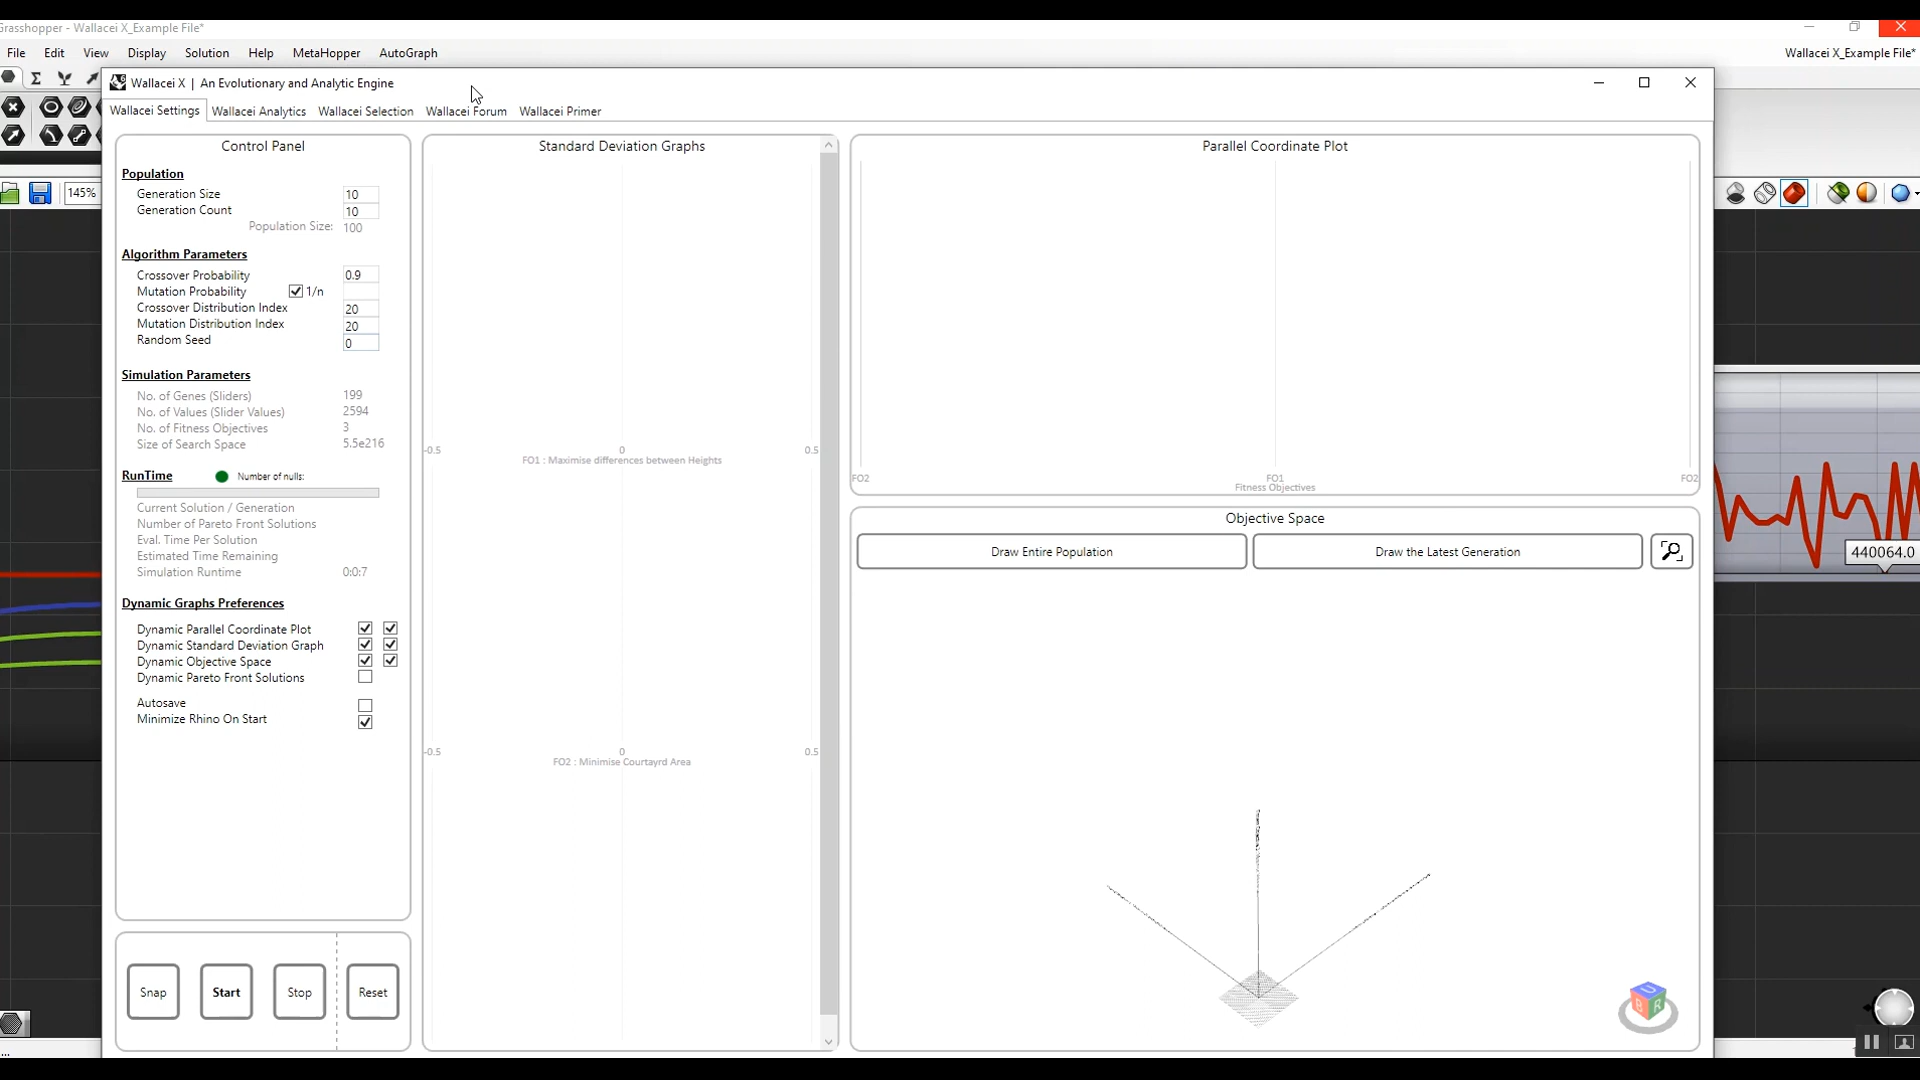 Grasshopper - Wallacei X_Example File*
File Edit View Display Solution Help MetaHopper AutoGraph Wallacei X_Example File*
Wallacei X | An Evolutionary and Analytic Engine
Wallacei Settings Wallacei Analytics Wallacei Selection Wallacei Forum Wallacei Primer
145%
Control Panel
Population
Generation Size 10
Generation Count 10
Population Size: 100
Algorithm Parameters
Crossover Probability 0.9
Mutation Probability 1/n
Crossover Distribution Index 20
Mutation Distribution Index 20
Random Seed 0
Simulation Parameters
No. of Genes (Sliders) 199
No. of Values (Slider Values) 2594
No. of Fitness Objectives 3
Size of Search Space 5.5e216
RunTime Number of nulls:
Current Solution / Generation
Number of Pareto Front Solutions
Eval. Time Per Solution
Estimated Time Remaining
Simulation Runtime 0:0:7
Dynamic Graphs Preferences
Dynamic Parallel Coordinate Plot
Dynamic Standard Deviation Graph
Dynamic Objective Space
Dynamic Pareto Front Solutions
Autosave
Minimize Rhino On Start
Snap Start Stop Reset
Standard Deviation Graphs
-0.5 0 0.5
FO1 : Maximise differences between Heights
-0.5 0 0.5
FO2 : Minimise Courtayrd Area
Parallel Coordinate Plot
FO2 FO1 FO2
Fitness Objectives
Objective Space
Draw Entire Population Draw the Latest Generation
U
B R
440064.0
...